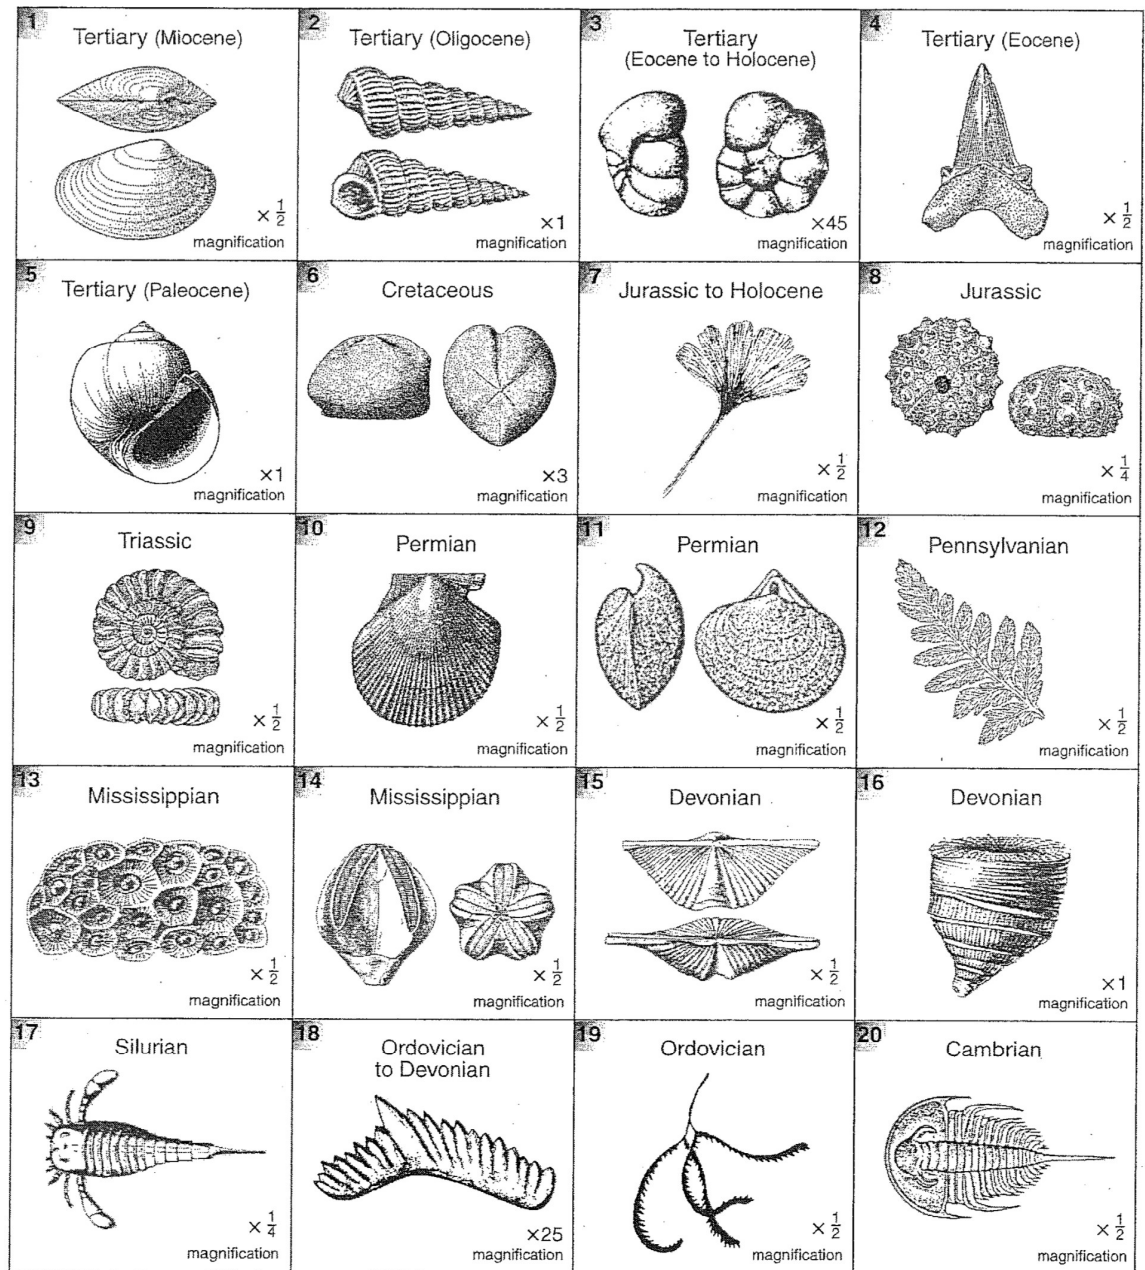 1
Tertiary (Miocene)
× 1/2
magnification
2
Tertiary (Oligocene)
×1
magnification
3
Tertiary
(Eocene to Holocene)
×45
magnification
4
Tertiary (Eocene)
× 1/2
magnification
5
Tertiary (Paleocene)
×1
magnification
6
Cretaceous
×3
magnification
7
Jurassic to Holocene
× 1/2
magnification
8
Jurassic
× 1/4
magnification
9
Triassic
× 1/2
magnification
10
Permian
× 1/2
magnification
11
Permian
× 1/2
magnification
12
Pennsylvanian
× 1/2
magnification
13
Mississippian
× 1/2
magnification
14
Mississippian
× 1/2
magnification
15
Devonian
× 1/2
magnification
16
Devonian
×1
magnification
17
Silurian
× 1/4
magnification
18
Ordovician
to Devonian
×25
magnification
19
Ordovician
× 1/2
magnification
20
Cambrian
× 1/2
magnification